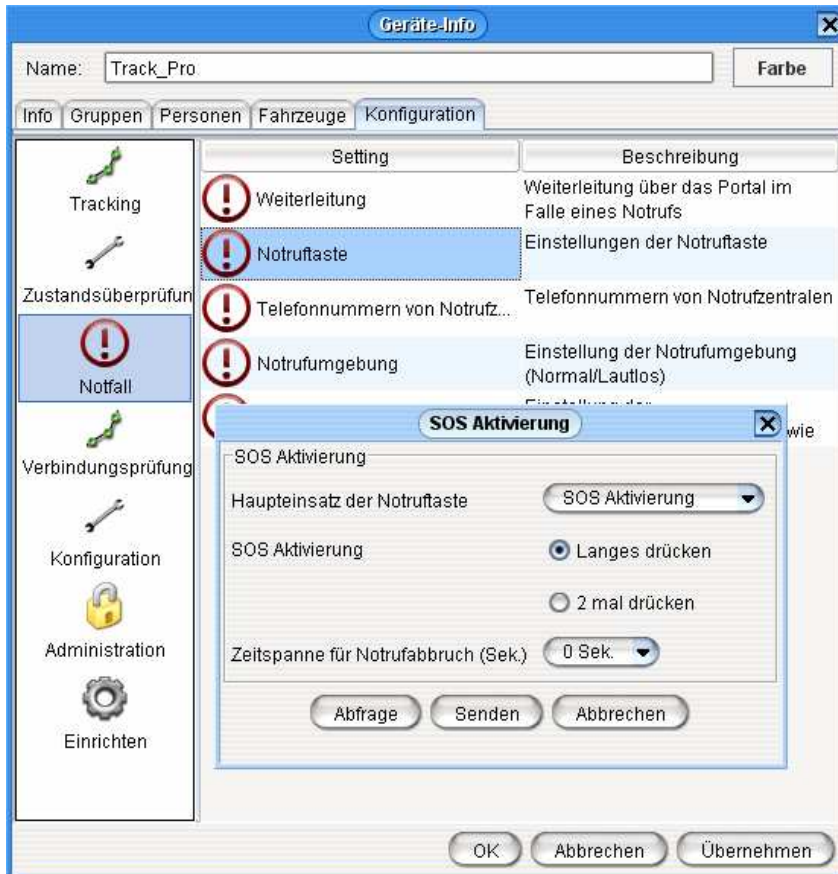 Geräte-Info
Name: Track_Pro Farbe
Info Gruppen Personen Fahrzeuge Konfiguration
Tracking
Zustandsüberprüfun
Notfall
Verbindungsprüfung
Konfiguration
Administration
Einrichten
Setting Beschreibung
Weiterleitung Weiterleitung über das Portal im
Falle eines Notrufs
Notruftaste Einstellungen der Notruftaste
Telefonnummern von Notrufz... Telefonnummern von Notrufzentralen
Notrufumgebung Einstellung der Notrufumgebung
(Normal/Lautlos)
Einstellung der
wie
SOS Aktivierung
SOS Aktivierung
Haupteinsatz der Notruftaste SOS Aktivierung
SOS Aktivierung Langes drücken
2 mal drücken
Zeitspanne für Notrufabbruch (Sek.) 0 Sek.
Abfrage Senden Abbrechen
OK Abbrechen Übernehmen